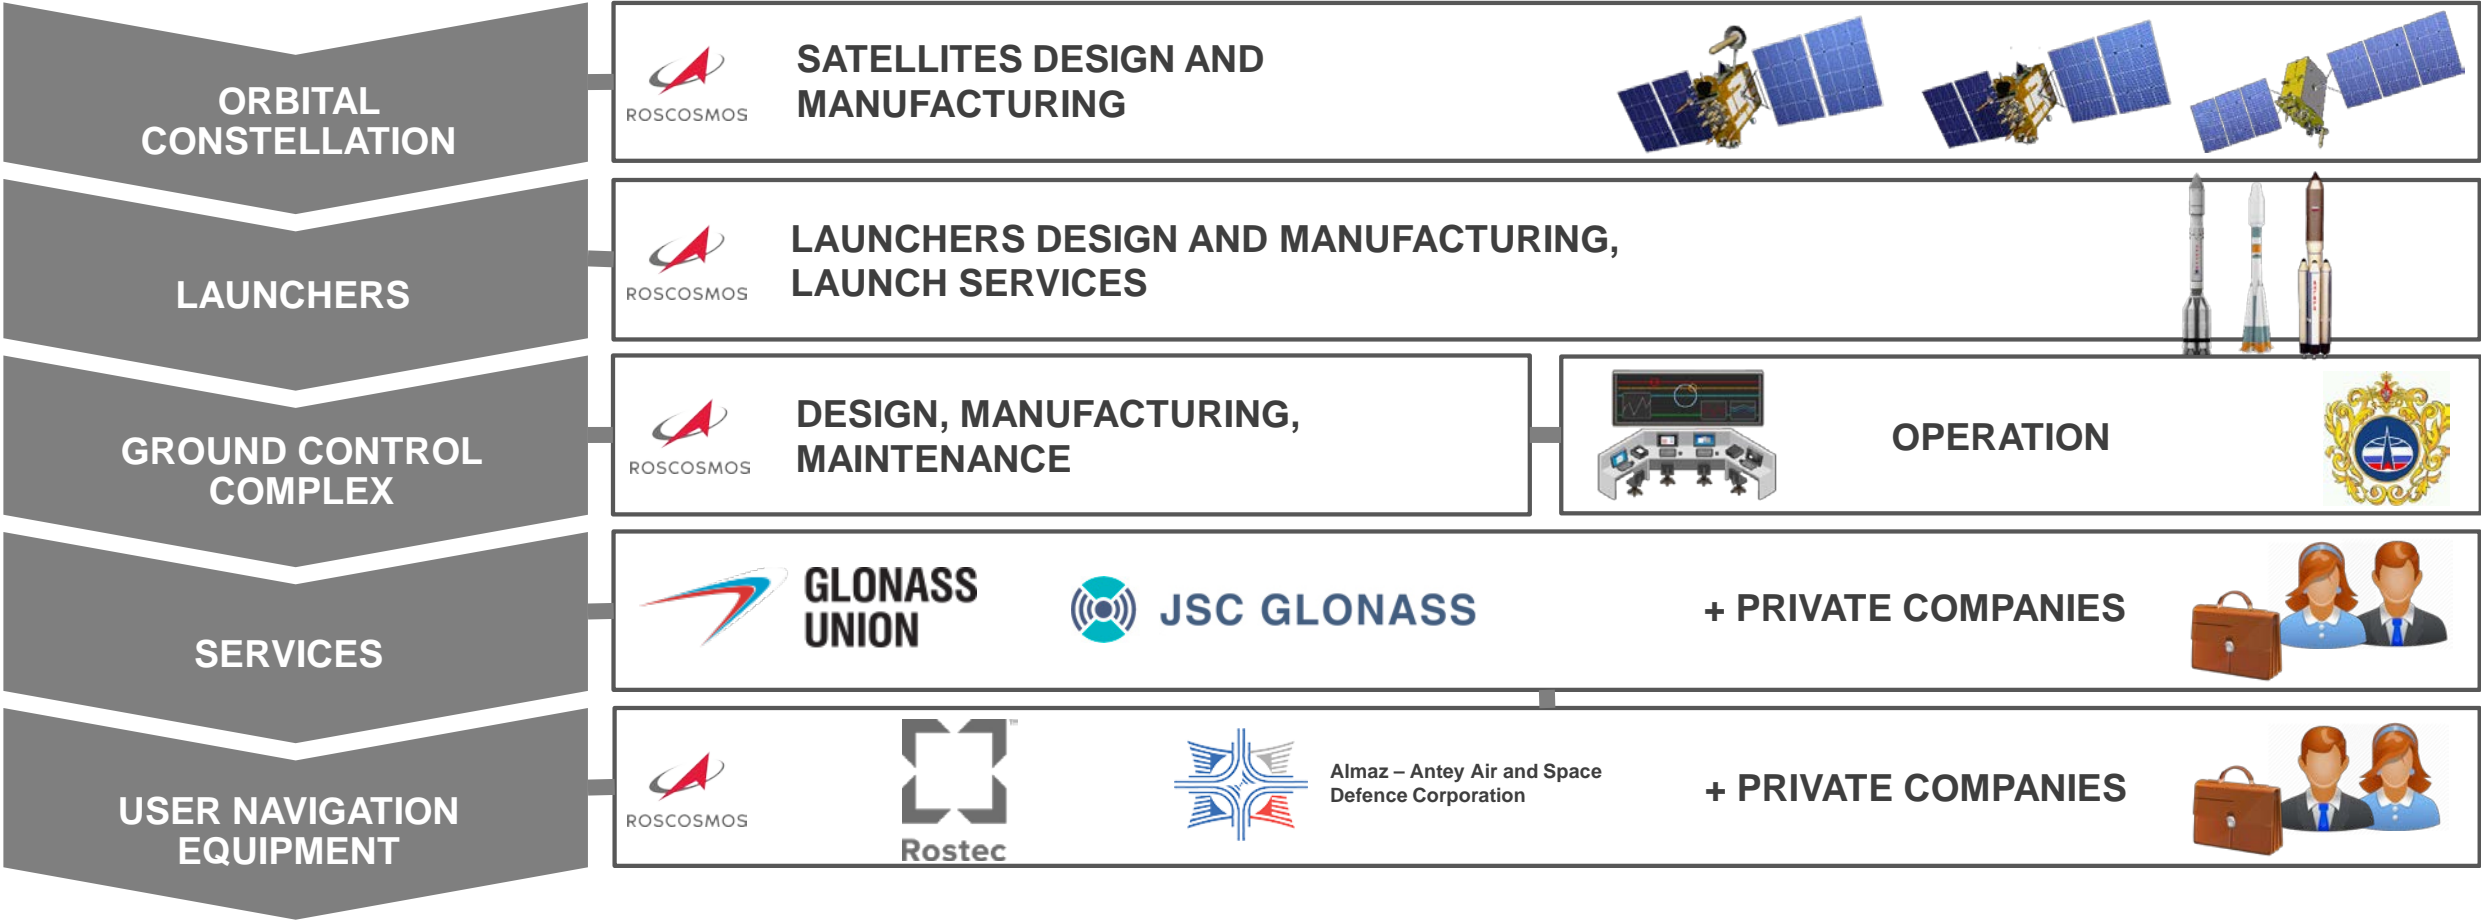 ORBITAL
CONSTELLATION
ROSCOSMOS
SATELLITES DESIGN AND
MANUFACTURING
LAUNCHERS
ROSCOSMOS
LAUNCHERS DESIGN AND MANUFACTURING,
LAUNCH SERVICES
GROUND CONTROL
COMPLEX
ROSCOSMOS
DESIGN, MANUFACTURING,
MAINTENANCE
OPERATION
SERVICES
GLONASS
UNION
JSC GLONASS
+ PRIVATE COMPANIES
USER NAVIGATION
EQUIPMENT
ROSCOSMOS
TM
Rostec
Almaz – Antey Air and Space
Defence Corporation
+ PRIVATE COMPANIES